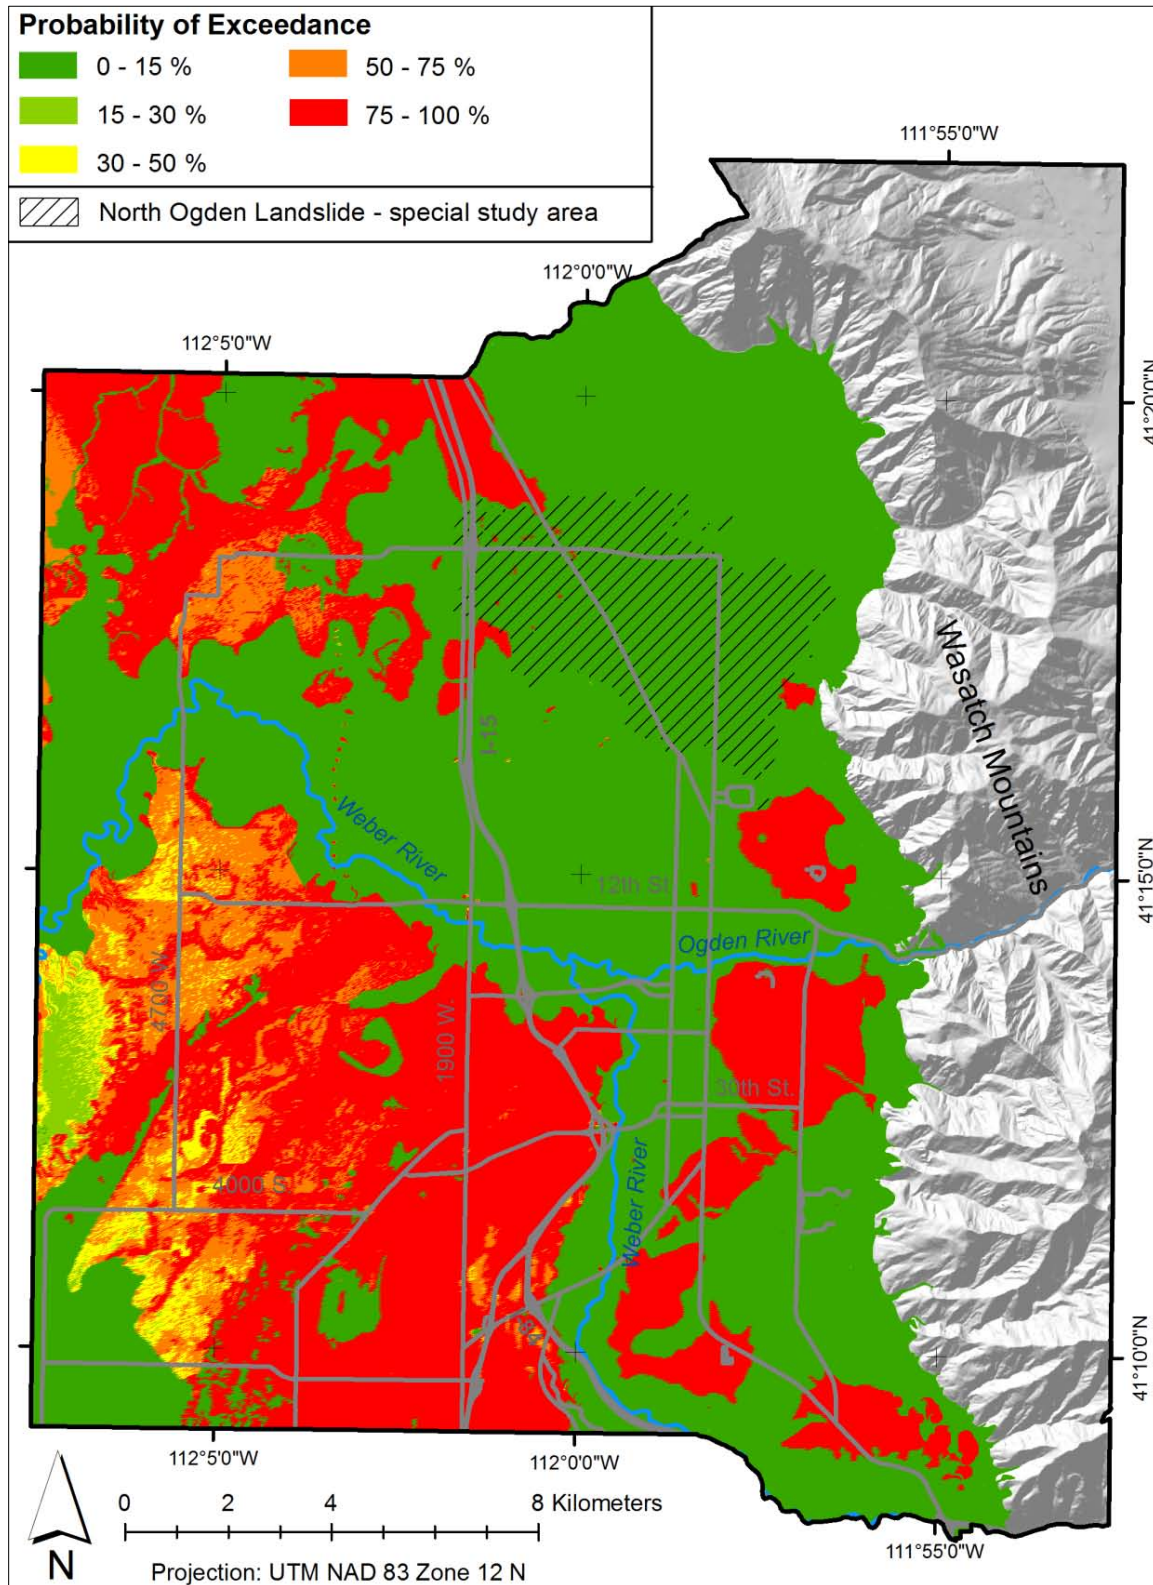 Probability of Exceedance
0 - 15 %
50 - 75 %
15 - 30 %
75 - 100 %
30 - 50 %
North Ogden Landslide - special study area
111°55'0"W
112°0'0"W
112°5'0"W
41°20'0"N
Wasatch Mountains
I-15
Weber River
41°15'0"N
12th St
Ogden River
4700 W.
1900 W.
30th St.
4000 S.
Weber River
I-84
41°10'0"N
112°5'0"W
112°0'0"W
111°55'0"W
0 2 4 8 Kilometers
N
Projection: UTM NAD 83 Zone 12 N